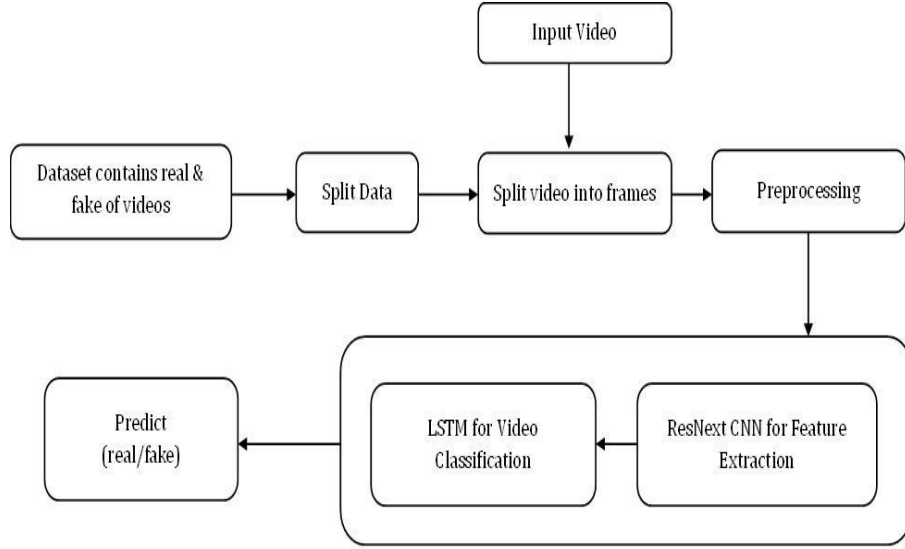 Input Video
Dataset contains real &
fake of videos
Split Data
Split video into frames
Preprocessing
Predict
(real/fake)
LSTM for Video
Classification
ResNext CNN for Feature
Extraction